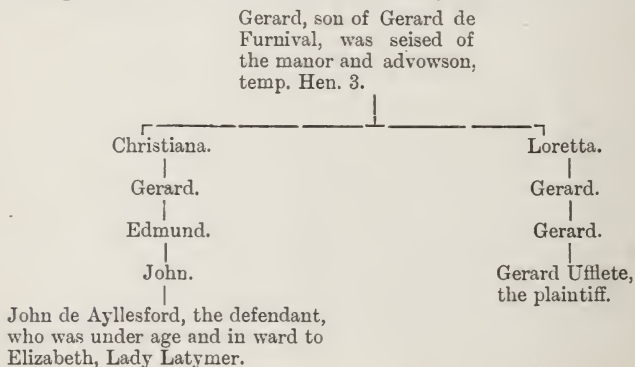 Gerard, son of Gerard de
Furnival, was seised of
the manor and advowson,
temp. Hen. 3.
Christiana.
Loretta.
Gerard.
Gerard.
Edmund.
Gerard.
John.
Gerard Ufflete,
the plaintiff.
John de Ayllesford, the defendant,
who was under age and in ward to
Elizabeth, Lady Latymer.